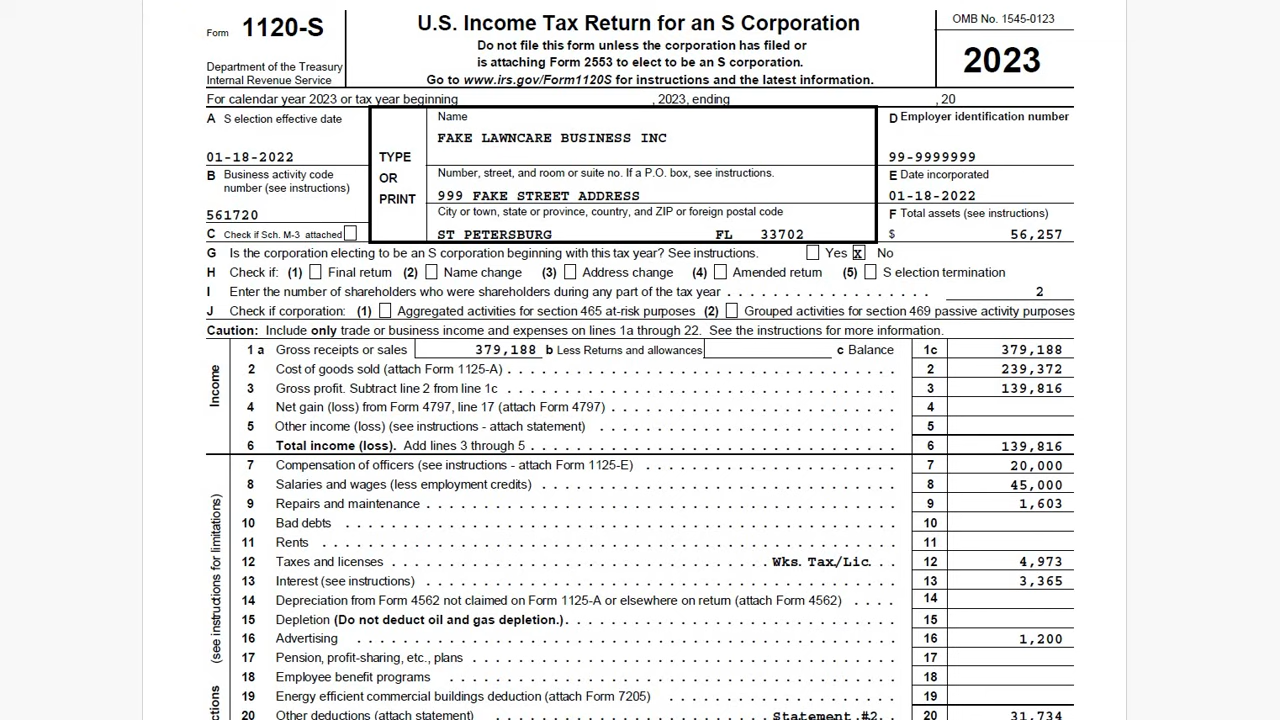 Form 1120-S U.S. Income Tax Return for an S Corporation OMB No. 1545-0123
Do not file this form unless the corporation has filed or
is attaching Form 2553 to elect to be an S corporation.
Department of the Treasury
Internal Revenue Service
Go to www.irs.gov/Form1120S for instructions and the latest information.
2023
For calendar year 2023 or tax year beginning , 2023, ending , 20
A S election effective date
01-18-2022
B Business activity code
number (see instructions)
561720
C Check if Sch. M-3 attached
TYPE
OR
PRINT
Name
FAKE LAWNCARE BUSINESS INC
Number, street, and room or suite no. If a P.O. box, see instructions.
999 FAKE STREET ADDRESS
City or town, state or province, country, and ZIP or foreign postal code
ST PETERSBURG FL 33702
D Employer identification number
99-9999999
E Date incorporated
01-18-2022
F Total assets (see instructions)
$ 56,257
G Is the corporation electing to be an S corporation beginning with this tax year? See instructions. Yes X No
H Check if: (1) Final return (2) Name change (3) Address change (4) Amended return (5) S election termination
I Enter the number of shareholders who were shareholders during any part of the tax year . . . . . . . . . . . . . . . . . . 2
J Check if corporation: (1) Aggregated activities for section 465 at-risk purposes (2) Grouped activities for section 469 passive activity purposes
Caution: Include only trade or business income and expenses on lines 1a through 22. See the instructions for more information.
Income
1 a Gross receipts or sales 379,188 b Less Returns and allowances c Balance 1c 379,188
2 Cost of goods sold (attach Form 1125-A) 2 239,372
3 Gross profit. Subtract line 2 from line 1c 3 139,816
4 Net gain (loss) from Form 4797, line 17 (attach Form 4797) 4
5 Other income (loss) (see instructions - attach statement) 5
6 Total income (loss). Add lines 3 through 5 6 139,816
(see instructions for limitations)
7 Compensation of officers (see instructions - attach Form 1125-E) 7 20,000
8 Salaries and wages (less employment credits) 8 45,000
9 Repairs and maintenance 9 1,603
10 Bad debts 10
11 Rents 11
12 Taxes and licenses Wks. Tax/Lic. 12 4,973
13 Interest (see instructions) 13 3,365
14 Depreciation from Form 4562 not claimed on Form 1125-A or elsewhere on return (attach Form 4562) 14
15 Depletion (Do not deduct oil and gas depletion.) 15
16 Advertising 16 1,200
17 Pension, profit-sharing, etc., plans 17
18 Employee benefit programs 18
19 Energy efficient commercial buildings deduction (attach Form 7205) 19
20 Other deductions (attach statement) Statement #2 20 31,734